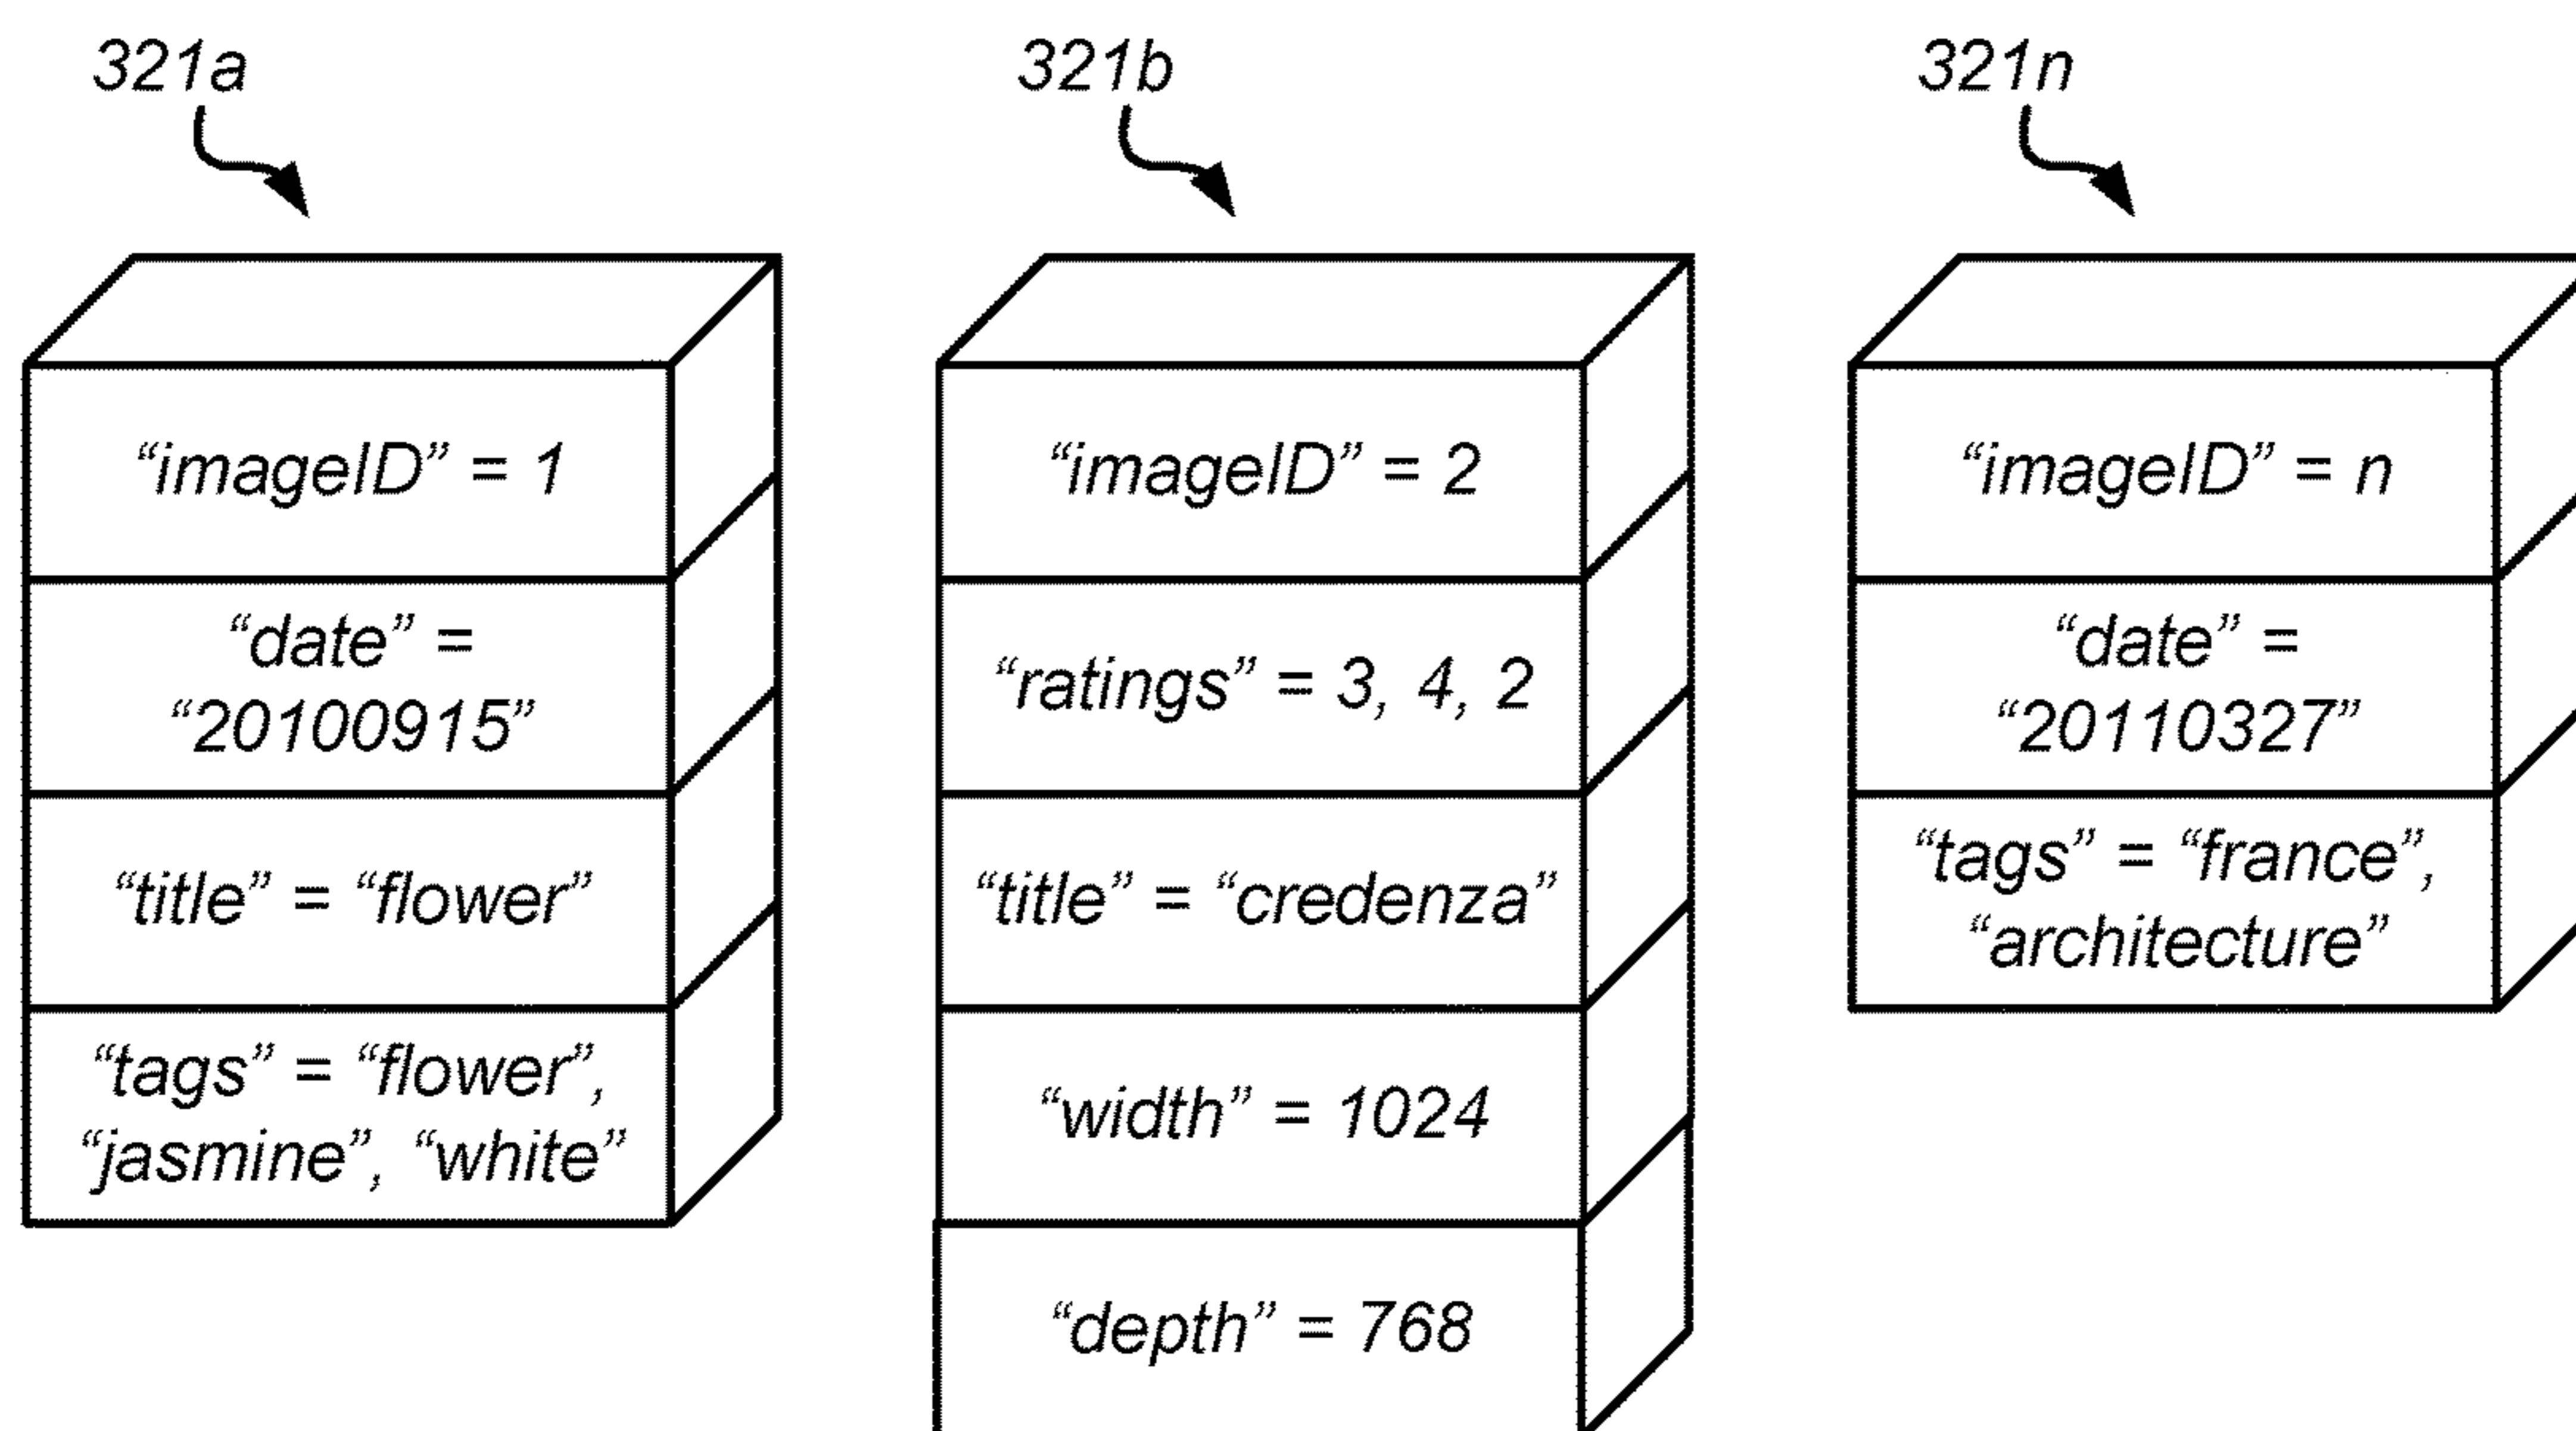 321a
“imageID” = 1
“date” =
“20100915”
“title” = “flower”
“tags” = “flower”,
“jasmine”, “white”
321b
“imageID” = 2
“ratings” = 3, 4, 2
“title” = “credenza”
“width” = 1024
“depth” = 768
321n
“imageID” = n
“date” =
“20110327”
“tags” = “france”,
“architecture”